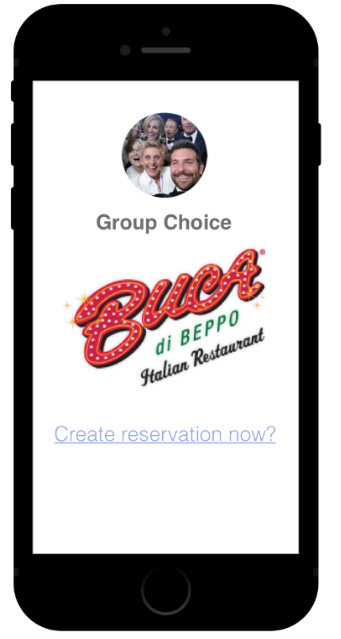 Group Choice
BUCA®
di BEPPO
Italian Restaurant
Create reservation now?